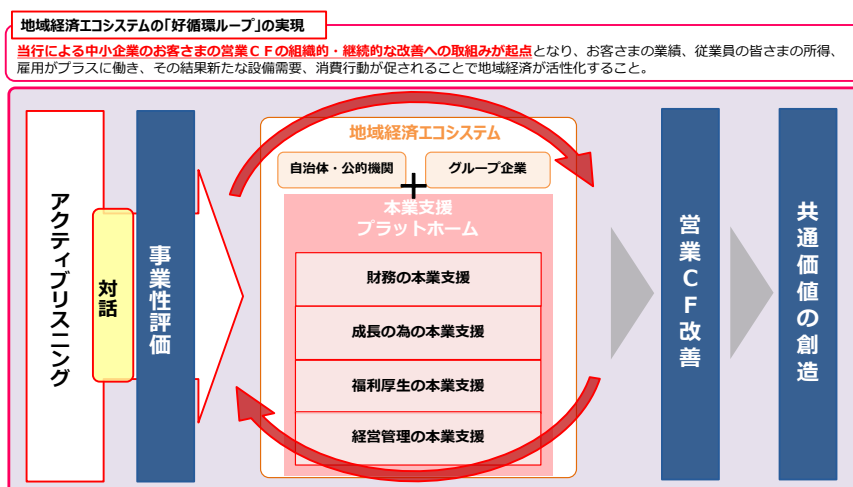 地域経済エコシステムの「好循環ループ」の実現
当行による中小企業のお客さまの営業ＣＦの組織的・継続的な改善への取組みが起点となり、お客さまの業績、従業員の皆さまの所得、
雇用がプラスに働き、その結果新たな設備需要、消費行動が促されることで地域経済が活性化すること。
アクティブリスニング
対話
事業性評価
地域経済エコシステム
自治体・公的機関
グループ企業
＋
本業支援
プラットホーム
財務の本業支援
成長の為の本業支援
福利厚生の本業支援
経営管理の本業支援
営業ＣＦ改善
共通価値の創造